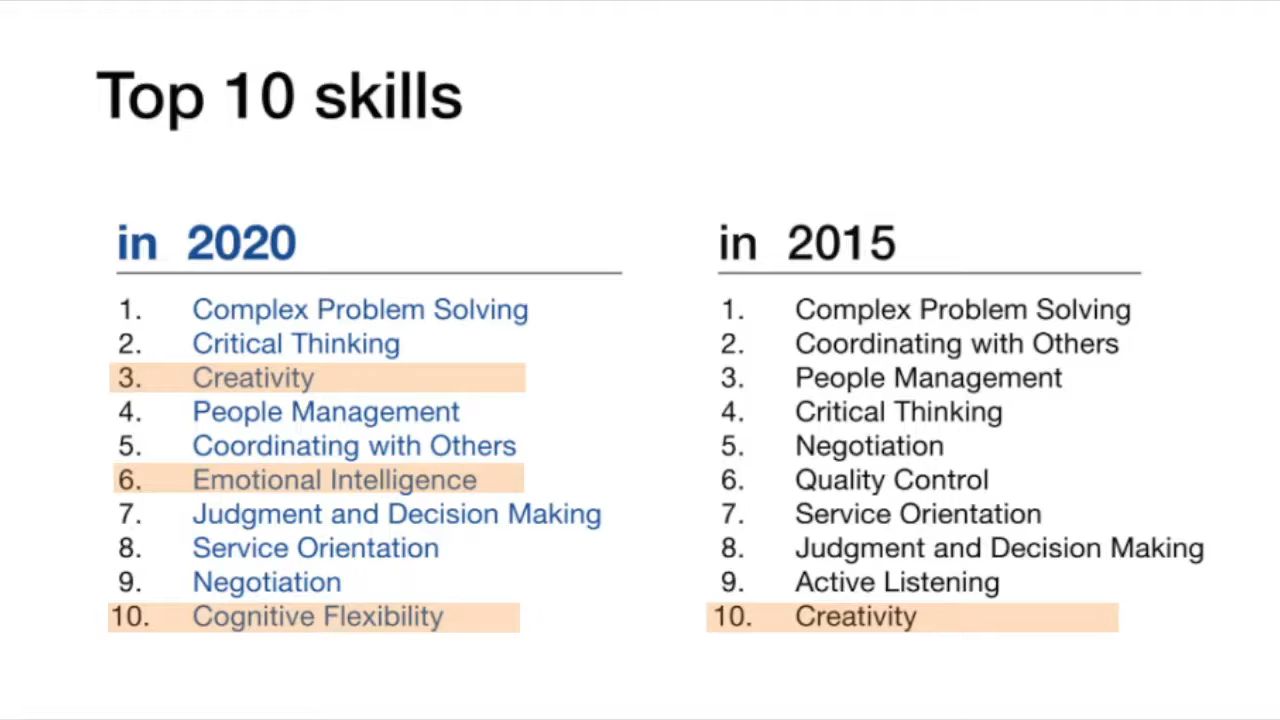 Top 10 skills
in 2020
1. Complex Problem Solving
2. Critical Thinking
3. Creativity
4. People Management
5. Coordinating with Others
6. Emotional Intelligence
7. Judgment and Decision Making
8. Service Orientation
9. Negotiation
10. Cognitive Flexibility
in 2015
1. Complex Problem Solving
2. Coordinating with Others
3. People Management
4. Critical Thinking
5. Negotiation
6. Quality Control
7. Service Orientation
8. Judgment and Decision Making
9. Active Listening
10. Creativity